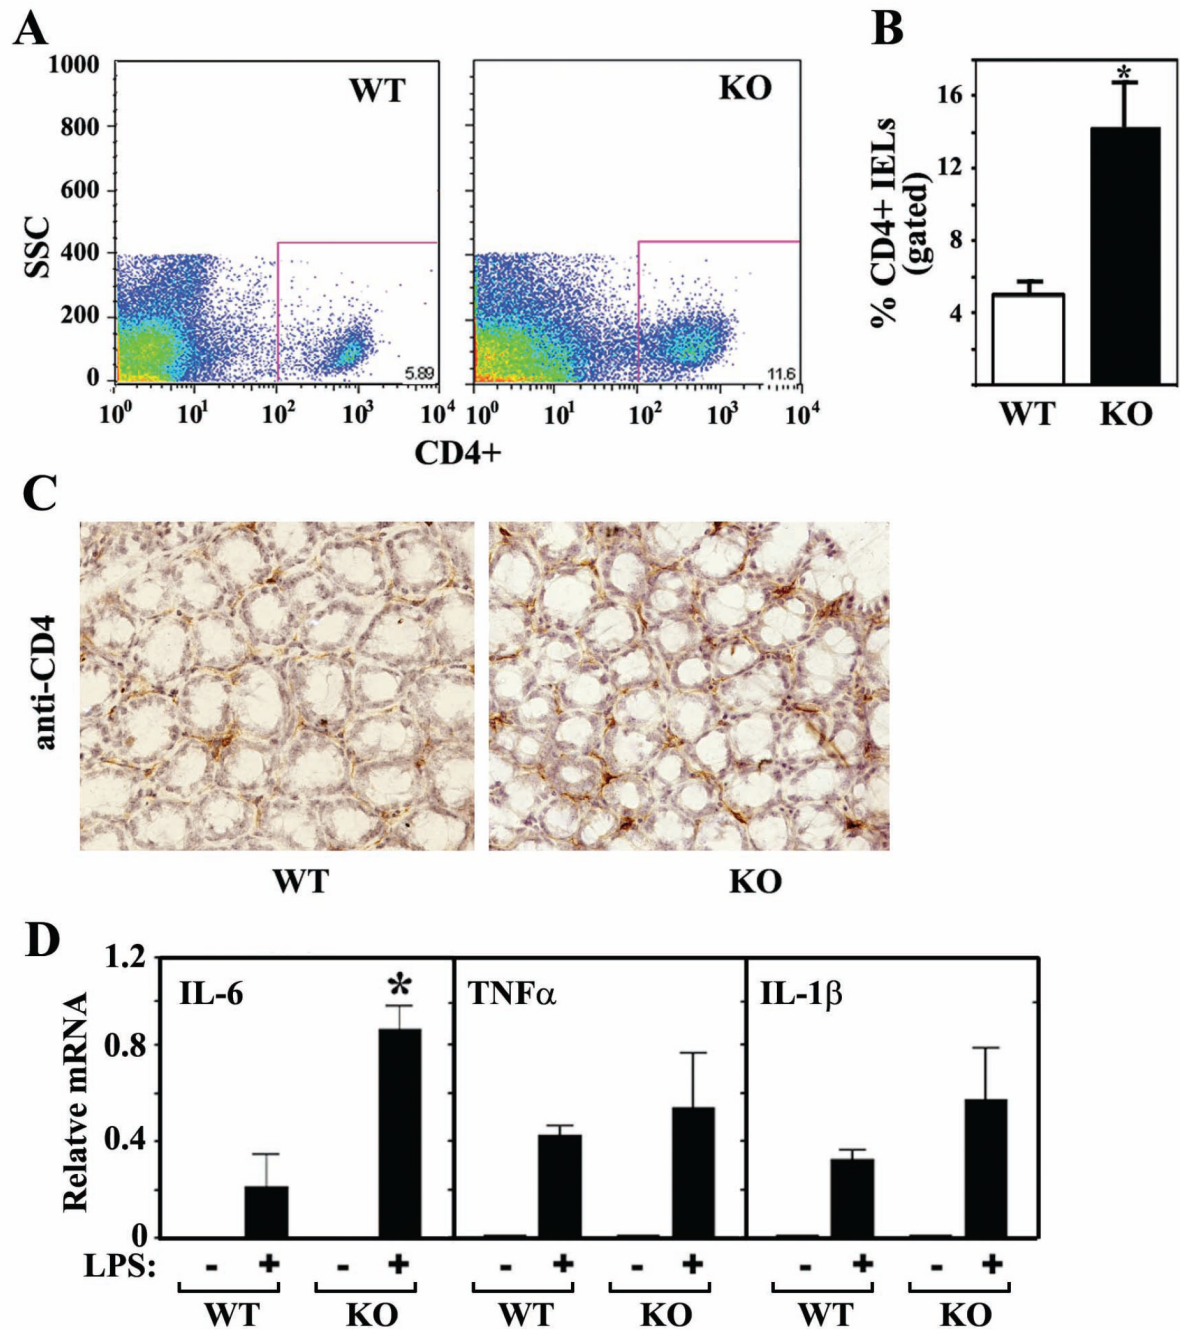 A
B
WT
KO
1000
800
600
400
200
0
SSC
5.89
11.6
10⁰ 10¹ 10² 10³ 10⁴
10⁰ 10¹ 10² 10³ 10⁴
CD4+
*
16
12
8
4
% CD4+ IELs
(gated)
WT KO
C
anti-CD4
WT KO
D
1.2
0.8
0.4
0
Relatve mRNA
IL-6
*
TNFα
IL-1β
LPS: - + - + - + - + - + - +
WT KO WT KO WT KO